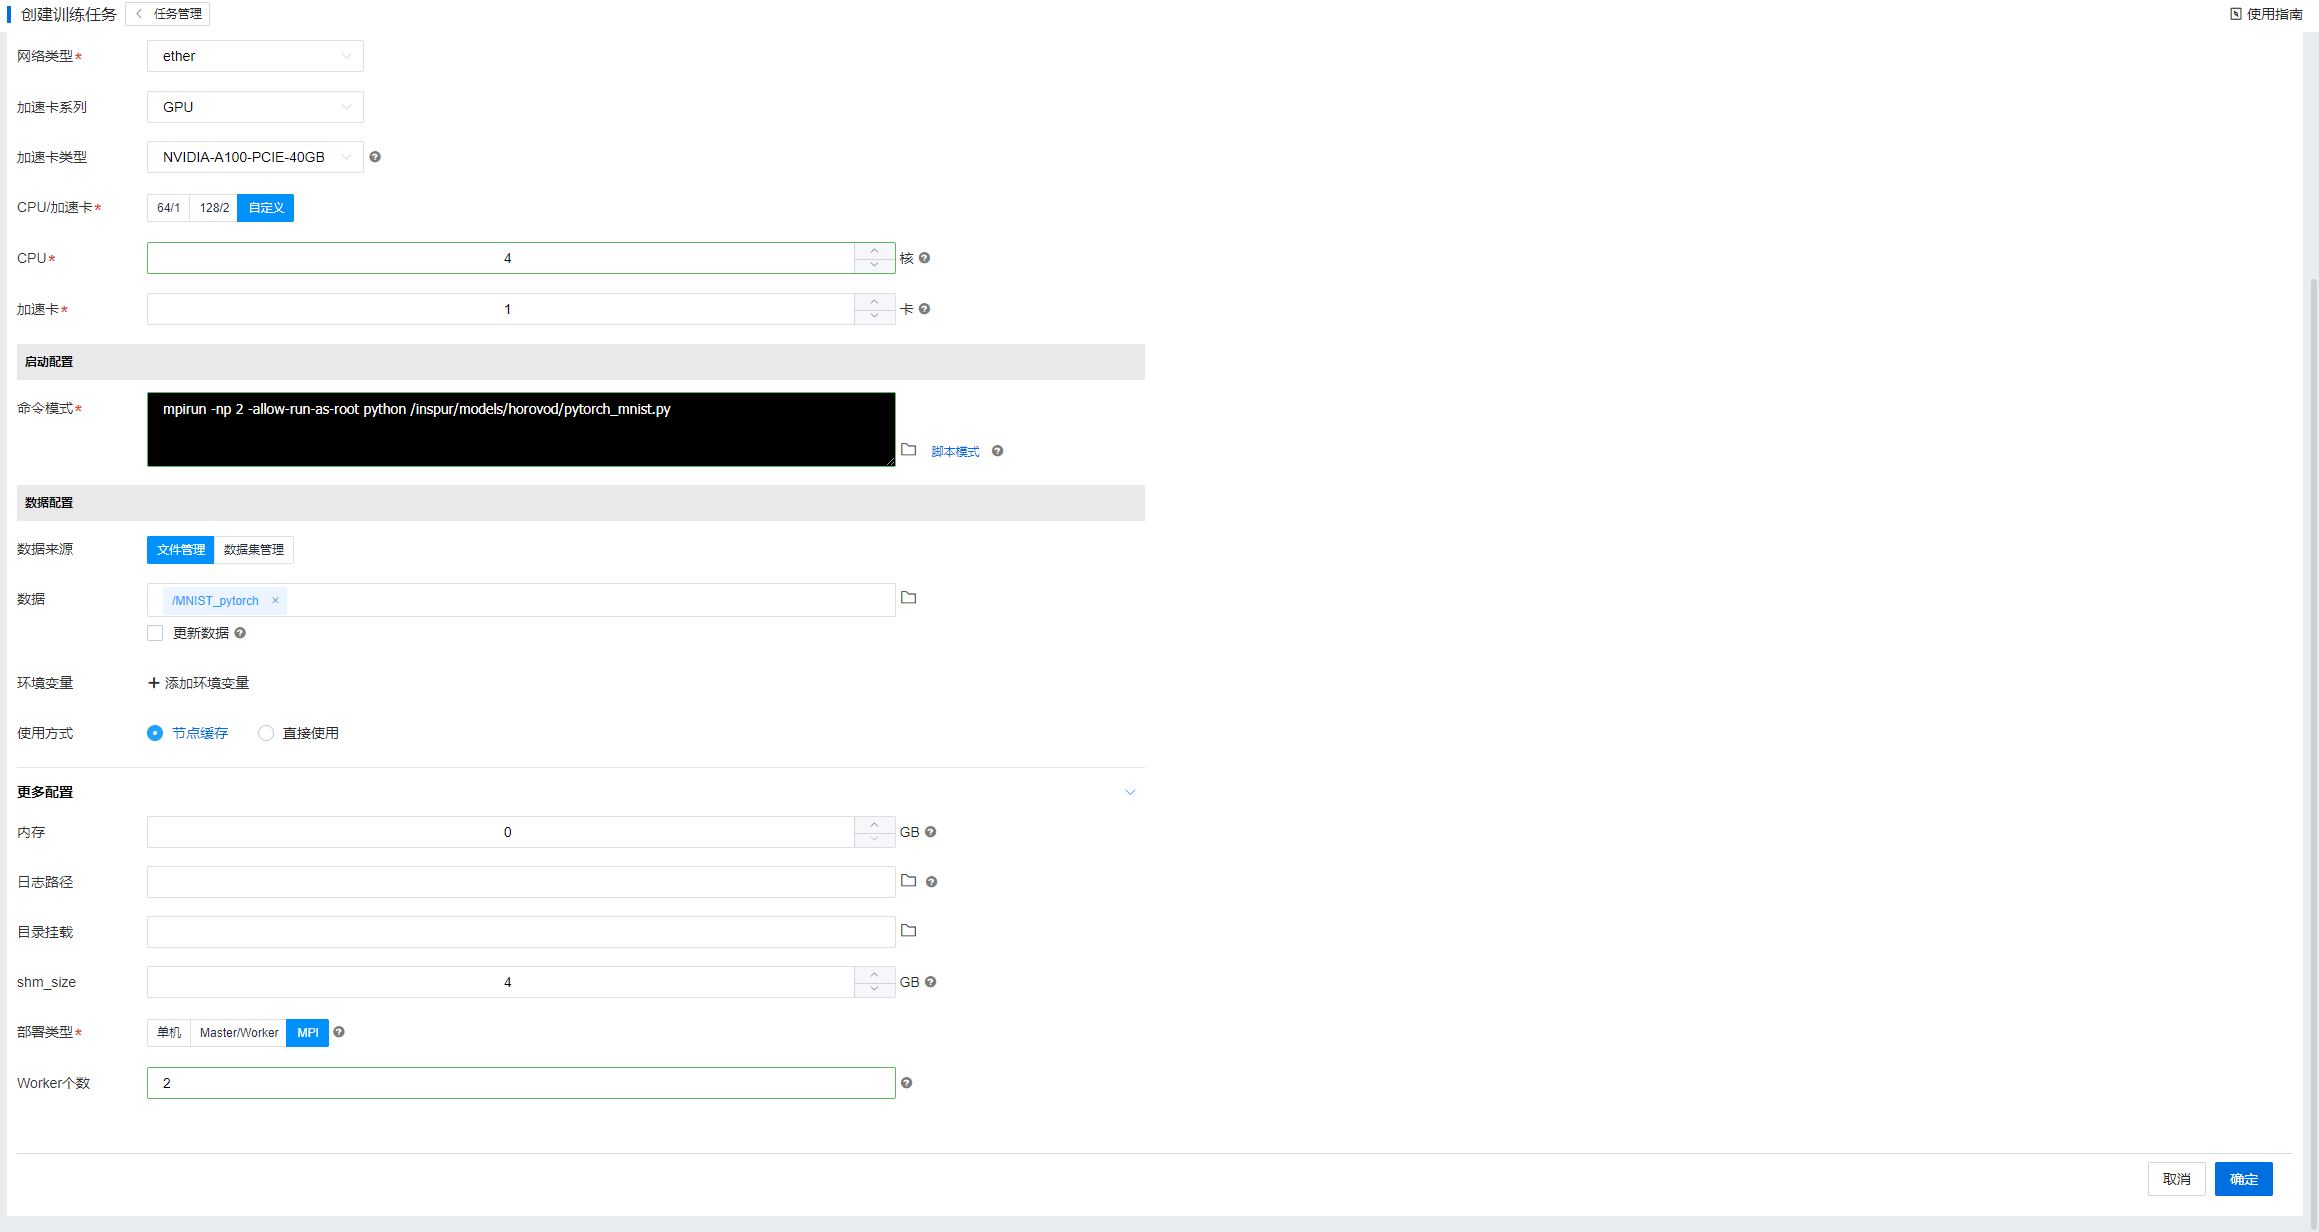 创建训练任务 任务管理 使用指南
网络类型* ether
加速卡系列 GPU
加速卡类型 NVIDIA-A100-PCIE-40GB
CPU/加速卡* 64/1 128/2 自定义
CPU* 4 核
加速卡* 1 卡
启动配置
命令模式* mpirun -np 2 -allow-run-as-root python /inspur/models/horovod/pytorch_mnist.py
脚本模式
数据配置
数据来源 文件管理 数据集管理
数据 /MNIST_pytorch ×
更新数据
环境变量 + 添加环境变量
使用方式 节点缓存 直接使用
更多配置
内存 0 GB
日志路径
目录挂载
shm_size 4 GB
部署类型* 单机 Master/Worker MPI
Worker个数 2
取消 确定